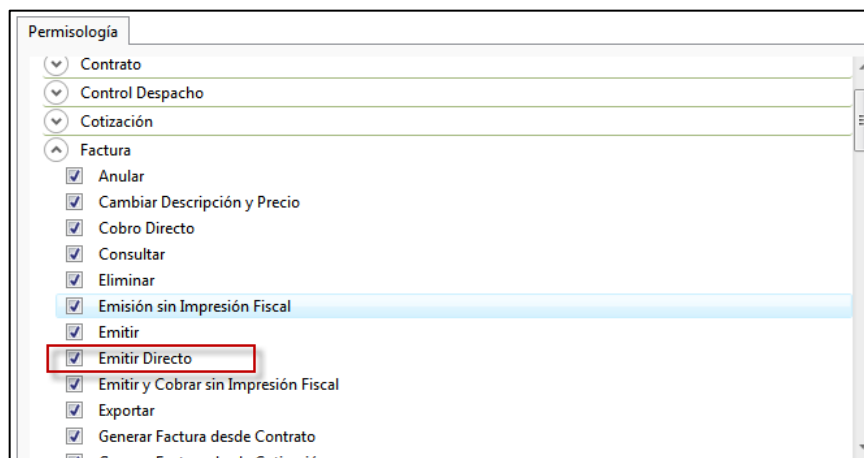 Permisología
Contrato
Control Despacho
Cotización
Factura
Anular
Cambiar Descripción y Precio
Cobro Directo
Consultar
Eliminar
Emisión sin Impresión Fiscal
Emitir
Emitir Directo
Emitir y Cobrar sin Impresión Fiscal
Exportar
Generar Factura desde Contrato